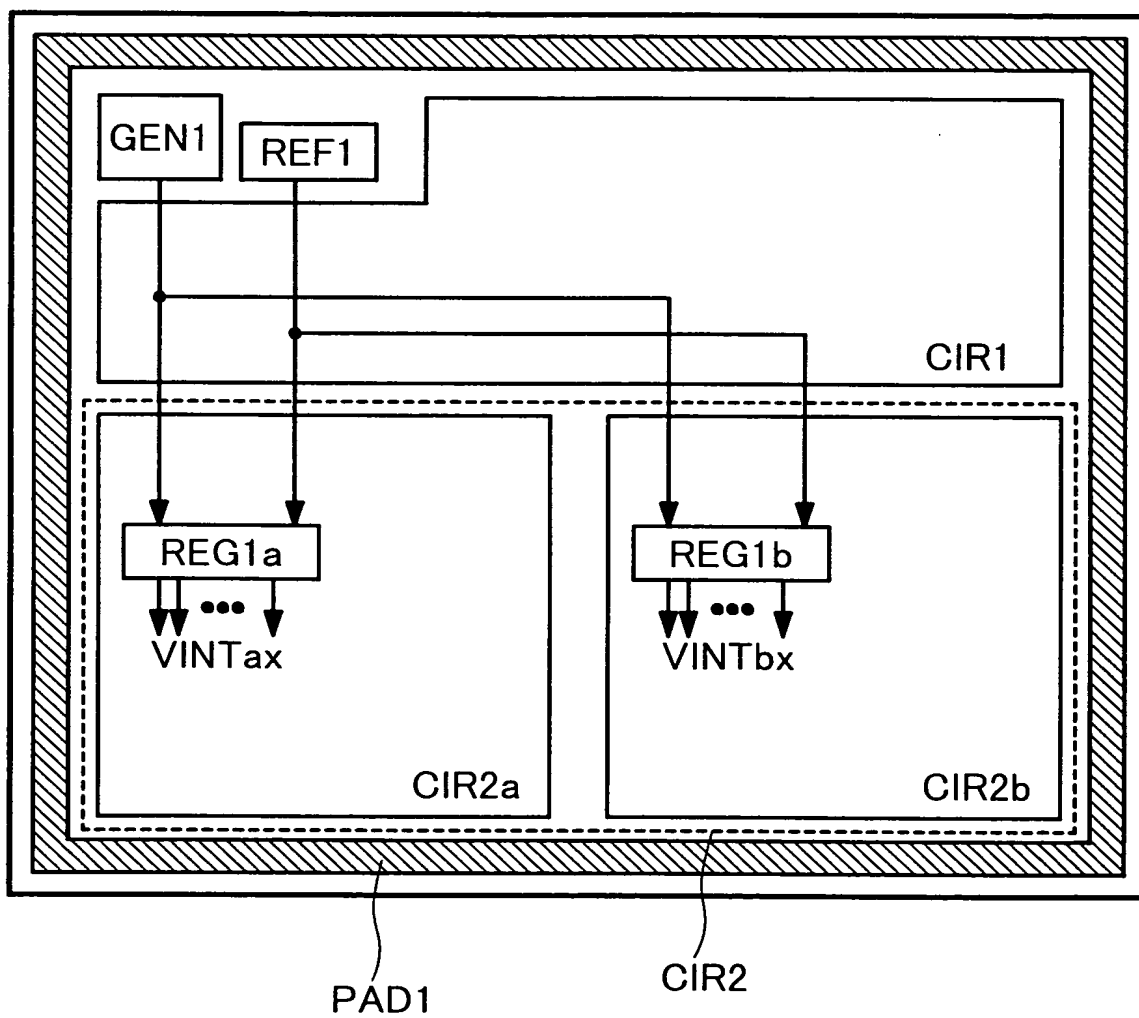 GEN1
REF1
CIR1
REG1a
REG1b
VINTax
VINTbx
CIR2a
CIR2b
PAD1
CIR2